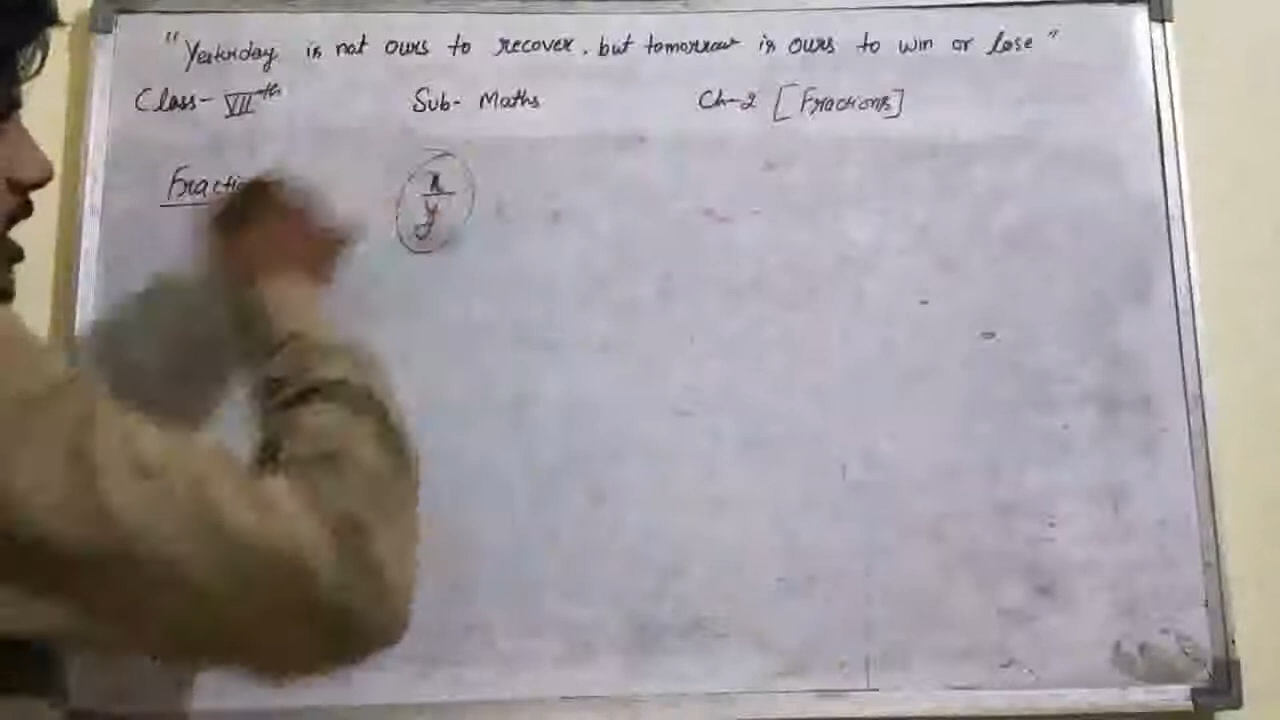 "Yesterday is not ours to recover, but tomorrow is ours to win or lose"
Class- VIIth Sub- Maths Ch-2 [Fractions]
Fracti
x
y